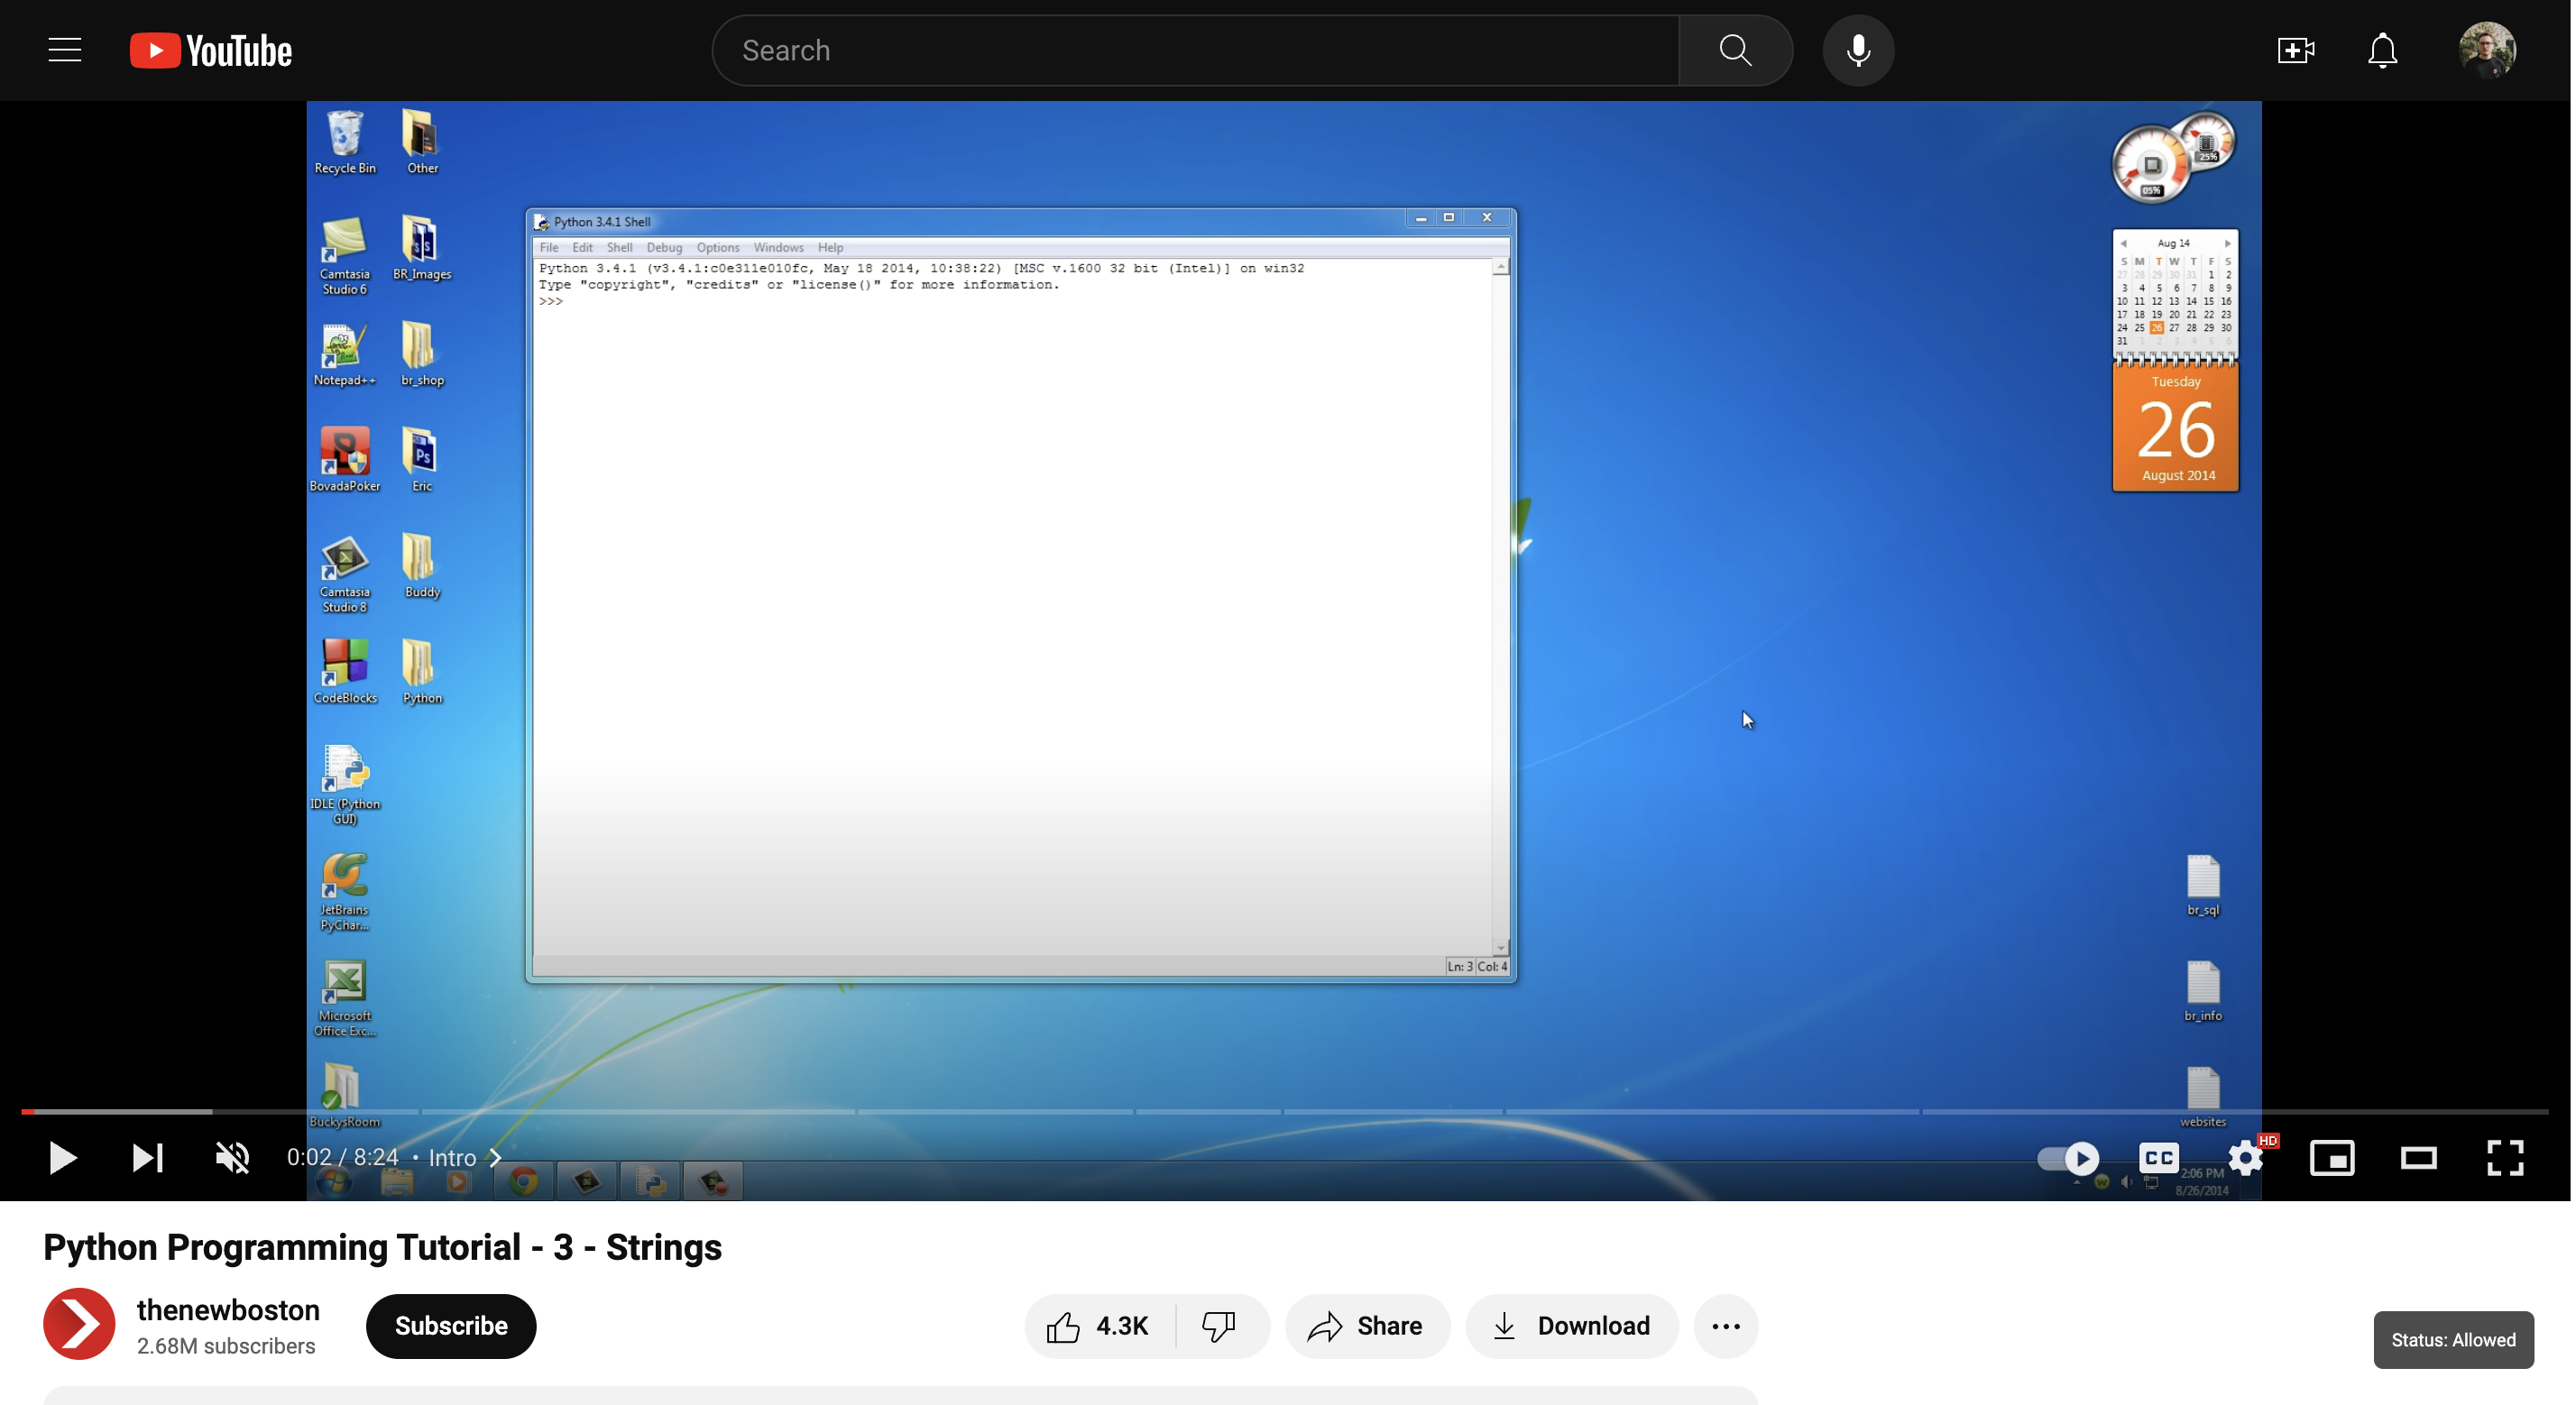 YouTube
Search
Recycle Bin
Other
Camtasia
Studio 6
BR_Images
Notepad++
br_shop
BovadaPoker
Eric
Camtasia
Studio 8
Buddy
CodeBlocks
Python
IDLE (Python
GUI)
JetBrains
PyChar...
Microsoft
Office Exc...
BuckysRoom
Python 3.4.1 Shell
File Edit Shell Debug Options Windows Help
Python 3.4.1 (v3.4.1:c0e311e010fc, May 18 2014, 10:38:22) [MSC v.1600 32 bit (Intel)] on win32
Type "copyright", "credits" or "license()" for more information.
>>>
Ln: 3 Col: 4
25%
05%
Aug 14
S M T W T F S
27 28 29 30 31 1 2
3 4 5 6 7 8 9
10 11 12 13 14 15 16
17 18 19 20 21 22 23
24 25 26 27 28 29 30
31 1 2 3 4 5 6
Tuesday
26
August 2014
br_sql
br_info
websites
0:02 / 8:24 • Intro
CC
HD
2:06 PM
8/26/2014
Python Programming Tutorial - 3 - Strings
thenewboston
2.68M subscribers
Subscribe
4.3K
Share
Download
Status: Allowed